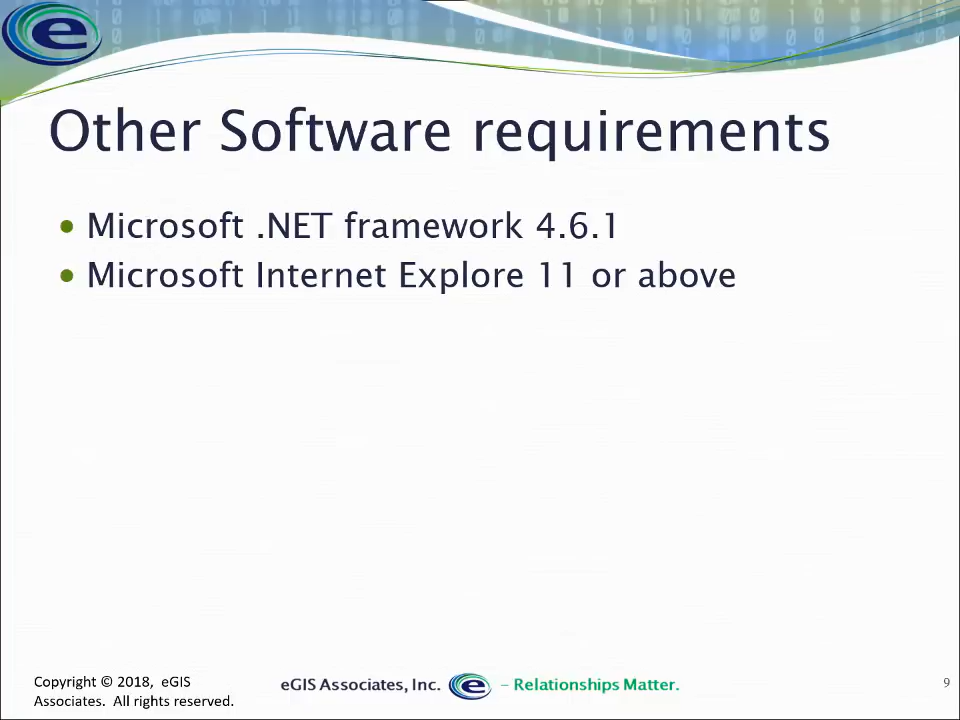 Other Software requirements
• Microsoft .NET framework 4.6.1
• Microsoft Internet Explore 11 or above
Copyright © 2018, eGIS
Associates. All rights reserved.
eGIS Associates, Inc. e – Relationships Matter.
9